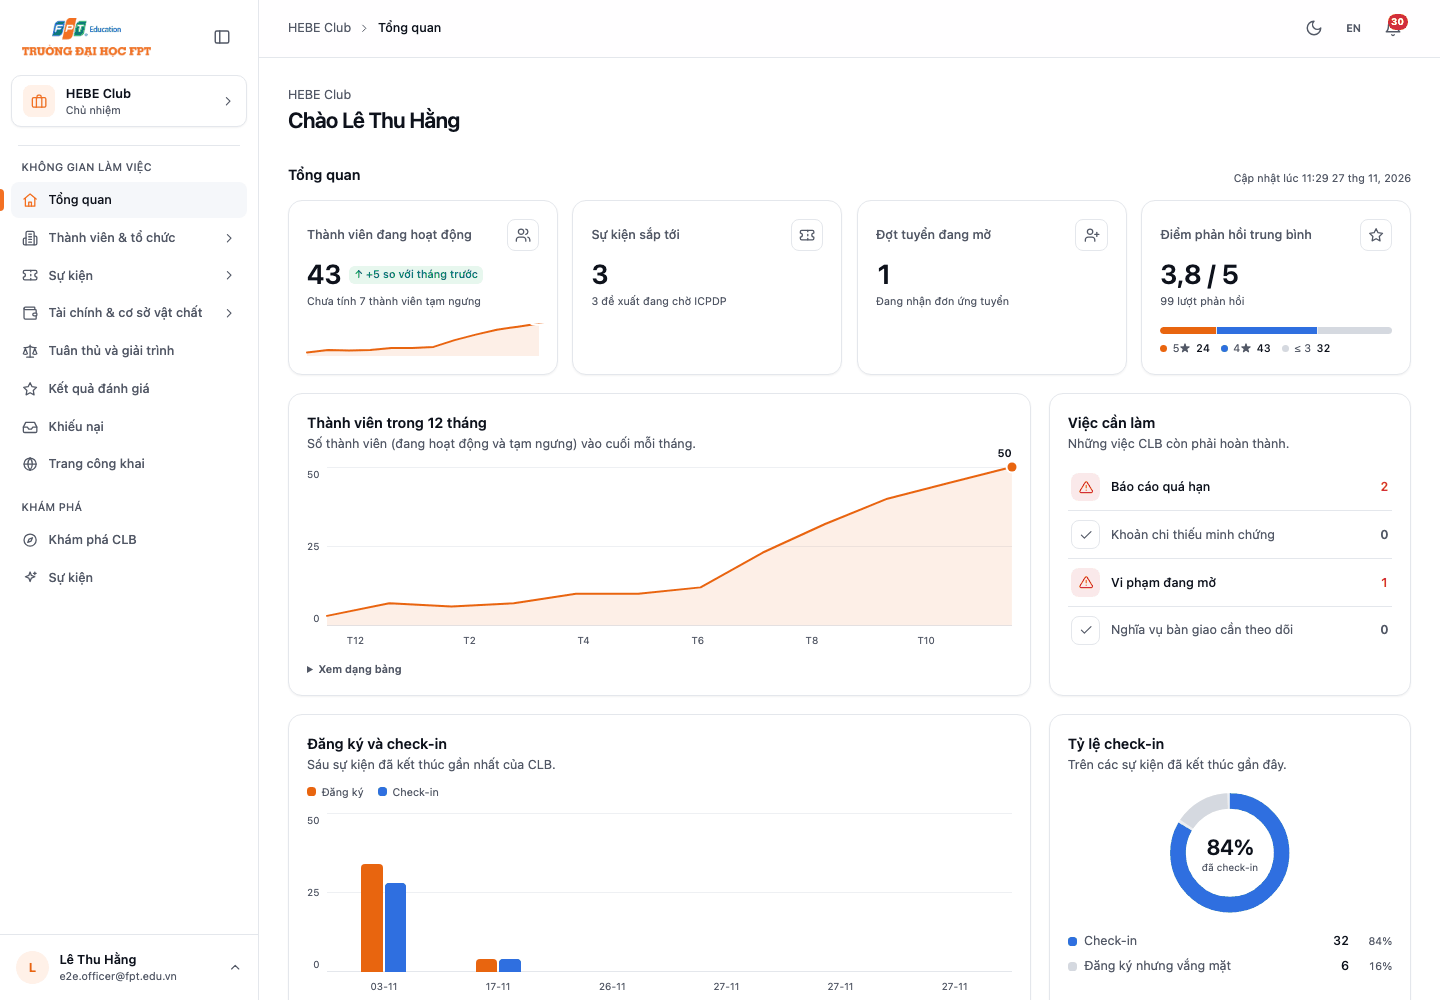 FPT Education
TRƯỜNG ĐẠI HỌC FPT
HEBE Club
Chủ nhiệm
KHÔNG GIAN LÀM VIỆC
Tổng quan
Thành viên & tổ chức
Sự kiện
Tài chính & cơ sở vật chất
Tuân thủ và giải trình
Kết quả đánh giá
Khiếu nại
Trang công khai
KHÁM PHÁ
Khám phá CLB
Sự kiện
L
Lê Thu Hằng
e2e.officer@fpt.edu.vn
HEBE Club > Tổng quan
EN
30
HEBE Club
Chào Lê Thu Hằng
Tổng quan
Cập nhật lúc 11:29 27 thg 11, 2026
Thành viên đang hoạt động
43 ↑ +5 so với tháng trước
Chưa tính 7 thành viên tạm ngưng
Sự kiện sắp tới
3
3 đề xuất đang chờ ICPDP
Đợt tuyển đang mở
1
Đang nhận đơn ứng tuyển
Điểm phản hồi trung bình
3,8 / 5
99 lượt phản hồi
5★ 24 4★ 43 ≤ 3 32
Thành viên trong 12 tháng
Số thành viên (đang hoạt động và tạm ngưng) vào cuối mỗi tháng.
50
50
25
0
T12 T2 T4 T6 T8 T10
▶ Xem dạng bảng
Việc cần làm
Những việc CLB còn phải hoàn thành.
Báo cáo quá hạn 2
Khoản chi thiếu minh chứng 0
Vi phạm đang mở 1
Nghĩa vụ bàn giao cần theo dõi 0
Đăng ký và check-in
Sáu sự kiện đã kết thúc gần nhất của CLB.
Đăng ký Check-in
50
25
0
03-11 17-11 26-11 27-11 27-11 27-11
Tỷ lệ check-in
Trên các sự kiện đã kết thúc gần đây.
84%
đã check-in
Check-in 32 84%
Đăng ký nhưng vắng mặt 6 16%